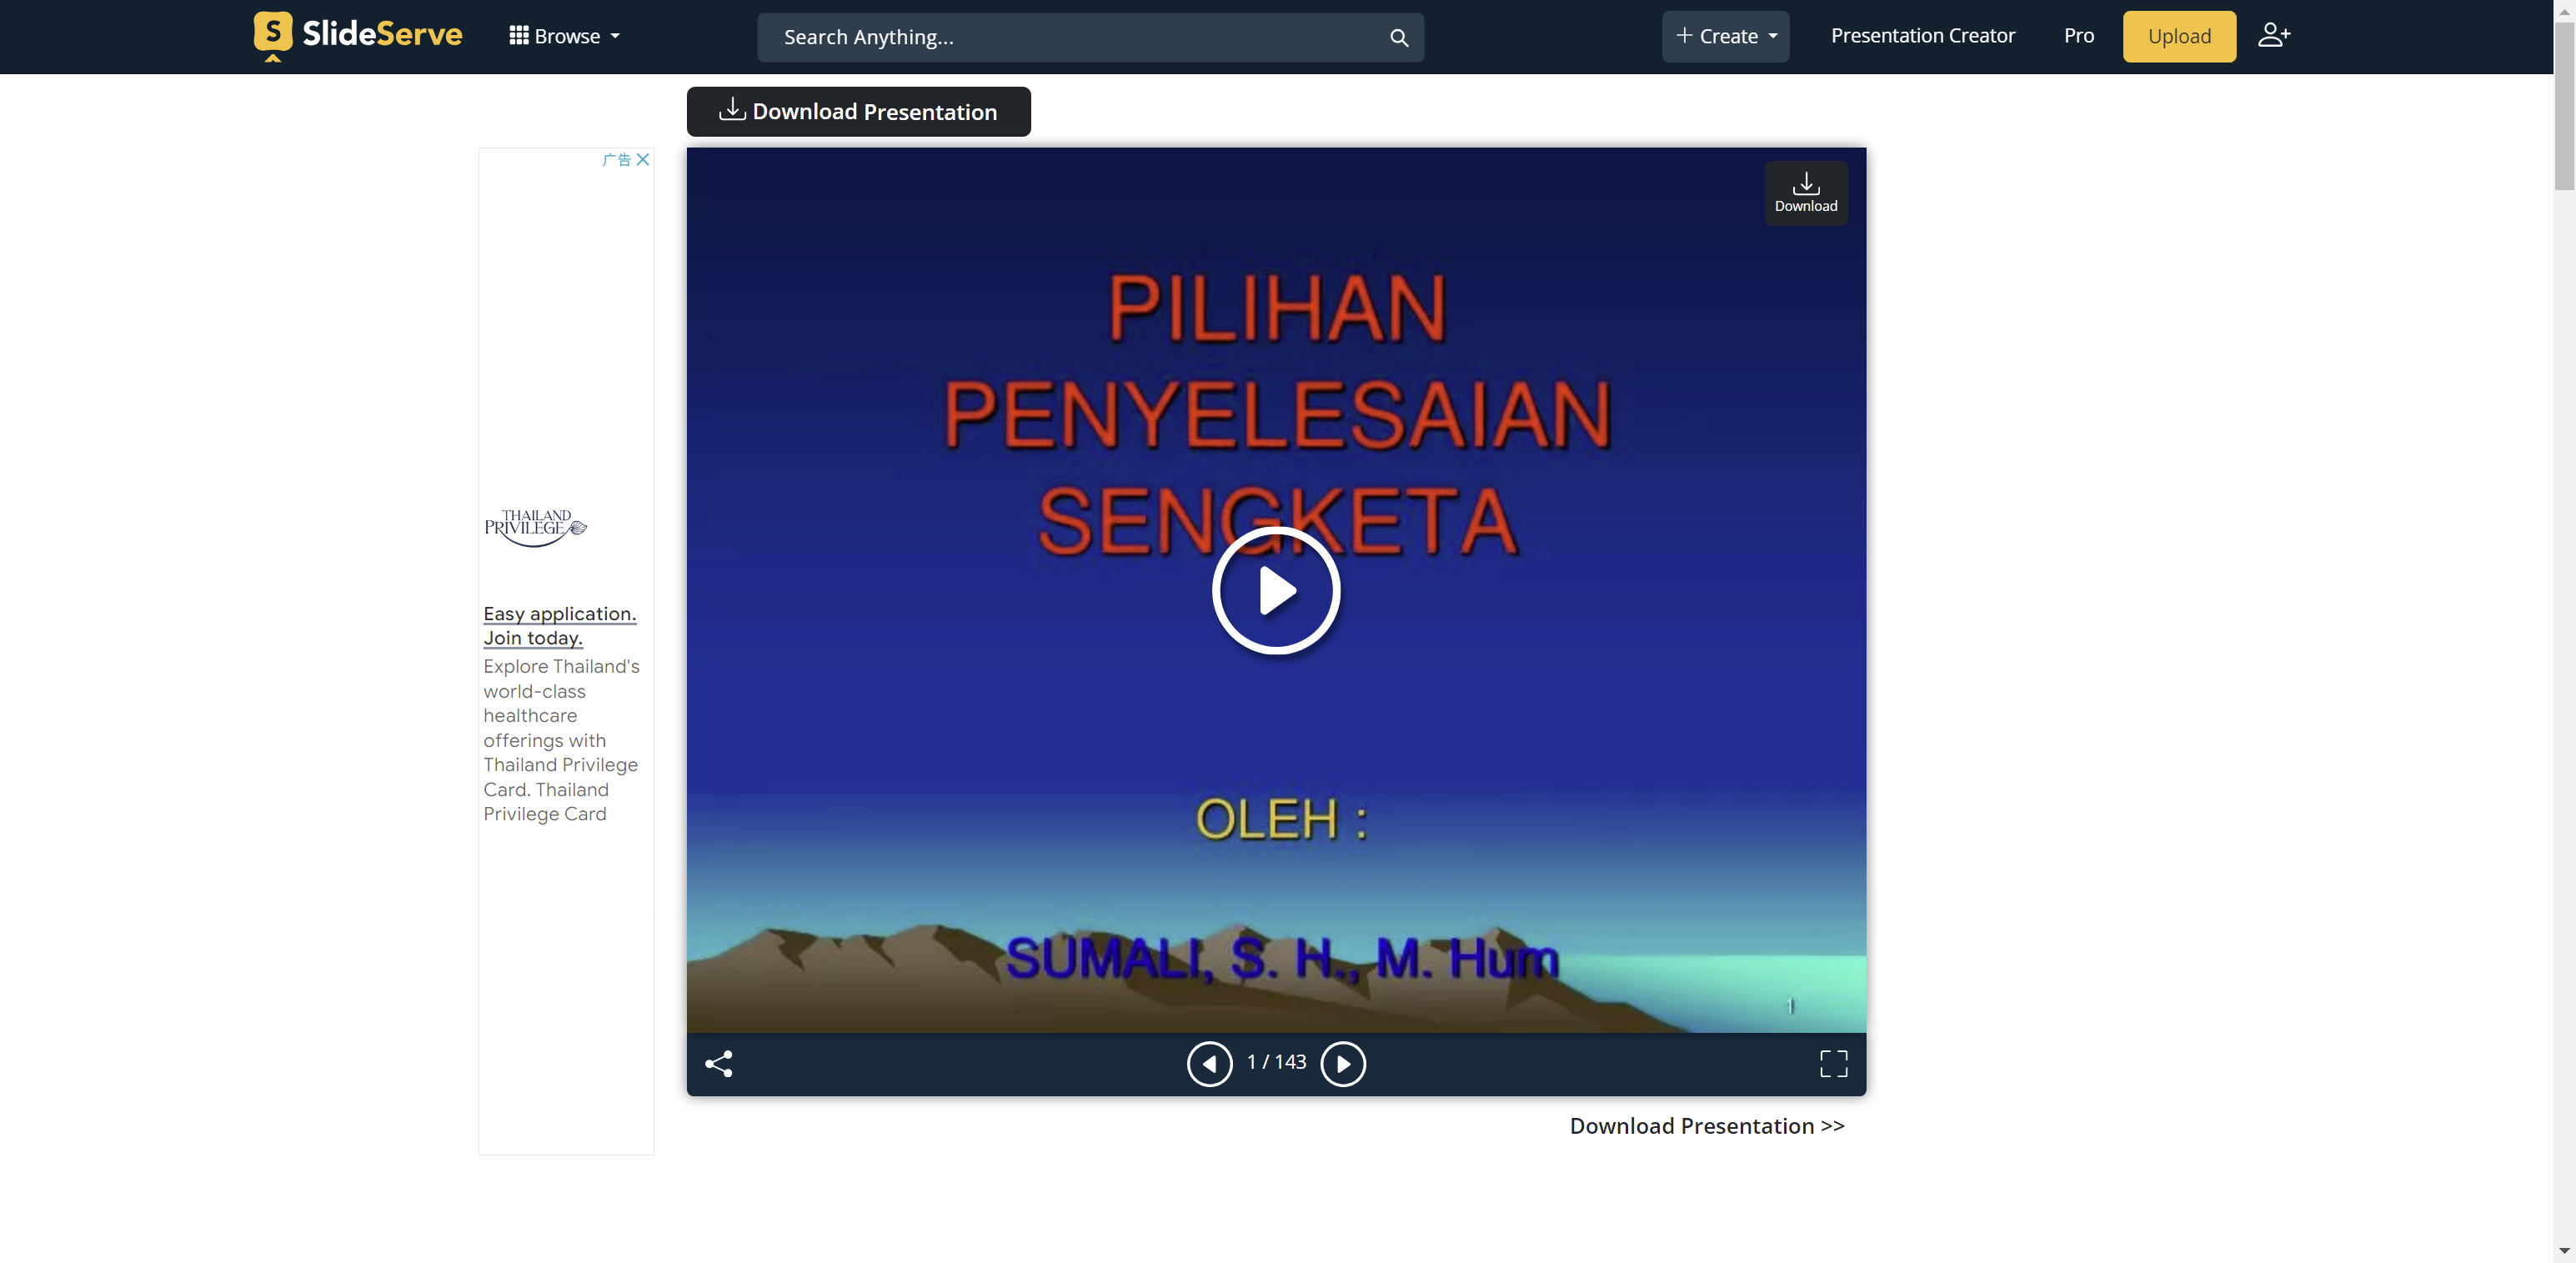 S SlideServe
Browse
Search Anything...
+ Create
Presentation Creator
Pro
Upload
Download Presentation
广告
Download
PILIHAN
PENYELESAIAN
SENGKETA
THAILAND
PRIVILEGE
Easy application.
Join today.
Explore Thailand's
world-class
healthcare
offerings with
Thailand Privilege
Card. Thailand
Privilege Card
OLEH :
SUMALI, S. H., M. Hum
1
1 / 143
Download Presentation >>